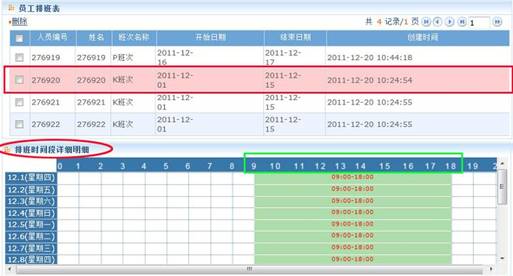 员工排班表
删除
共 4 记录/1 页 1
人员编号 姓名 班次名称 开始日期 结束日期 创建时间
276919 276919 P班次 2011-12-16 2011-12-17 2011-12-20 10:44:18
276920 276920 K班次 2011-12-01 2011-12-15 2011-12-20 10:24:54
276921 276921 K班次 2011-12-01 2011-12-15 2011-12-20 10:24:55
276922 276922 K班次 2011-12-01 2011-12-15 2011-12-20 10:24:55
排班时间段详细明细
0 1 2 3 4 5 6 7 8 9 10 11 12 13 14 15 16 17 18 19 2
12.1(星期四) 09:00-18:00
12.2(星期五) 09:00-18:00
12.3(星期六) 09:00-18:00
12.4(星期日) 09:00-18:00
12.5(星期一) 09:00-18:00
12.6(星期二) 09:00-18:00
12.7(星期三) 09:00-18:00
12.8(星期四) 09:00-18:00